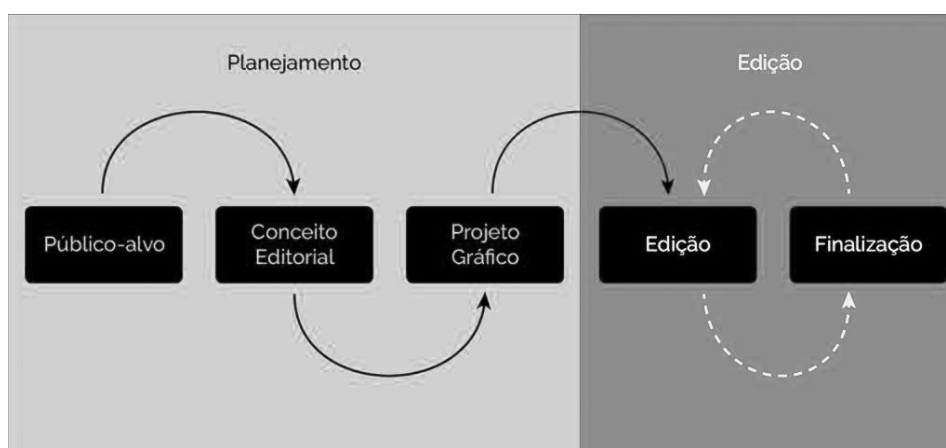 Planejamento
Edição
Público-alvo
Conceito
Editorial
Projeto
Gráfico
Edição
Finalização